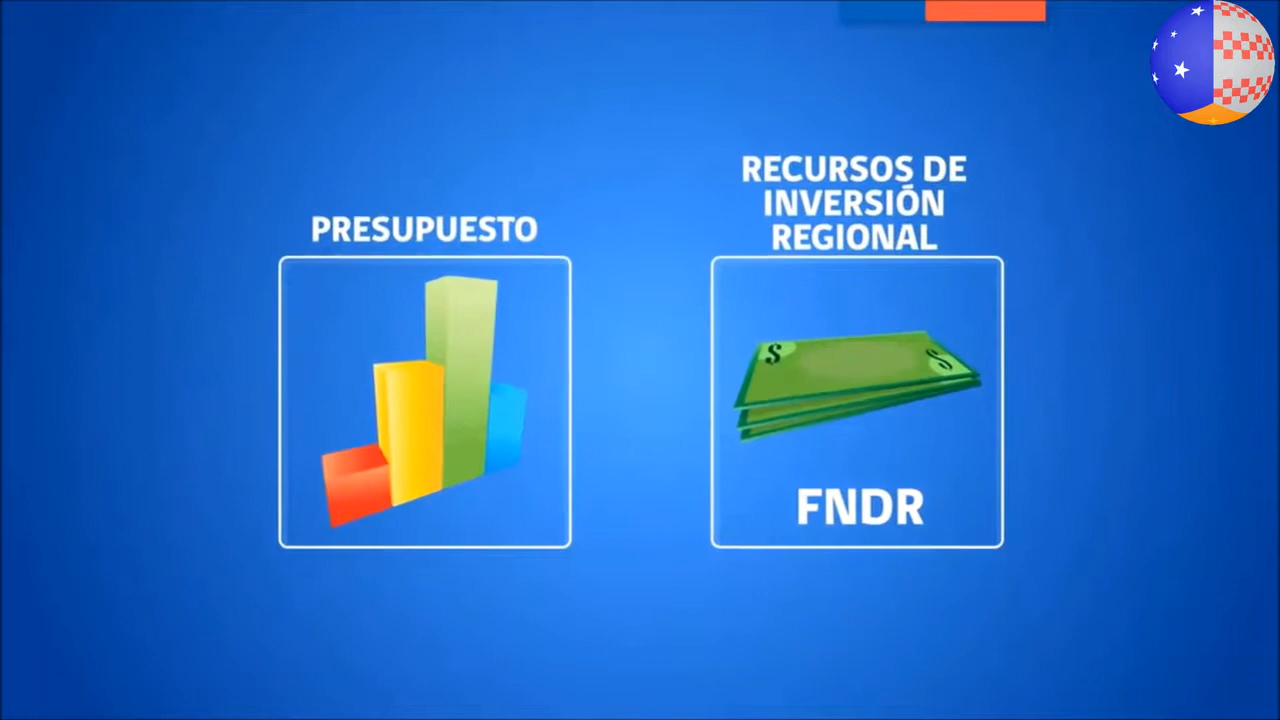 PRESUPUESTO
RECURSOS DE
INVERSIÓN
REGIONAL
$ $
FNDR